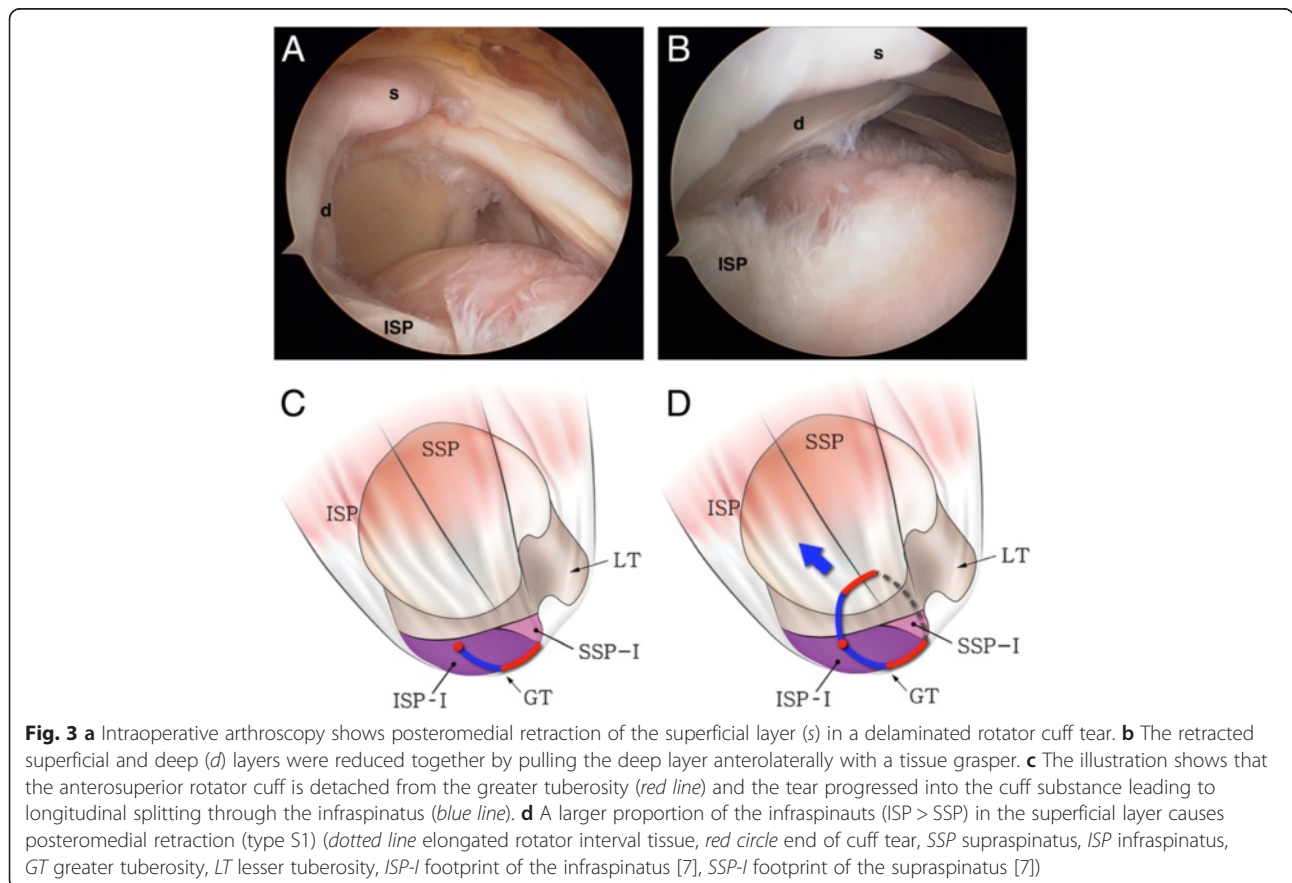 A
s
d
ISP
B
s
d
ISP
C
SSP
ISP
LT
SSP-I
ISP-I
GT
D
SSP
ISP
LT
SSP-I
ISP-I
GT
Fig. 3 a Intraoperative arthroscopy shows posteromedial retraction of the superficial layer (s) in a delaminated rotator cuff tear. b The retracted
superficial and deep (d) layers were reduced together by pulling the deep layer anterolaterally with a tissue grasper. c The illustration shows that
the anterosuperior rotator cuff is detached from the greater tuberosity (red line) and the tear progressed into the cuff substance leading to
longitudinal splitting through the infraspinatus (blue line). d A larger proportion of the infraspinauts (ISP > SSP) in the superficial layer causes
posteromedial retraction (type S1) (dotted line elongated rotator interval tissue, red circle end of cuff tear, SSP supraspinatus, ISP infraspinatus,
GT greater tuberosity, LT lesser tuberosity, ISP-I footprint of the infraspinatus [7], SSP-I footprint of the supraspinatus [7])